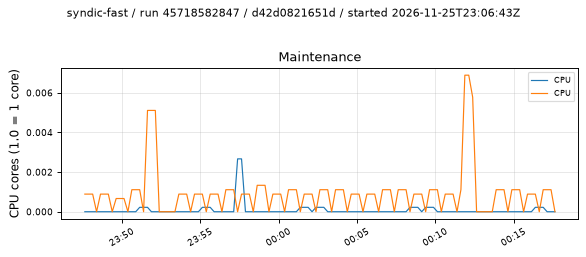 syndic-fast / run 45718582847 / d42d0821651d / started 2026-11-25T23:06:43Z
Maintenance
CPU cores (1.0 = 1 core)
0.006
0.004
0.002
0.000
CPU
CPU
23:50
23:55
00:00
00:05
00:10
00:15